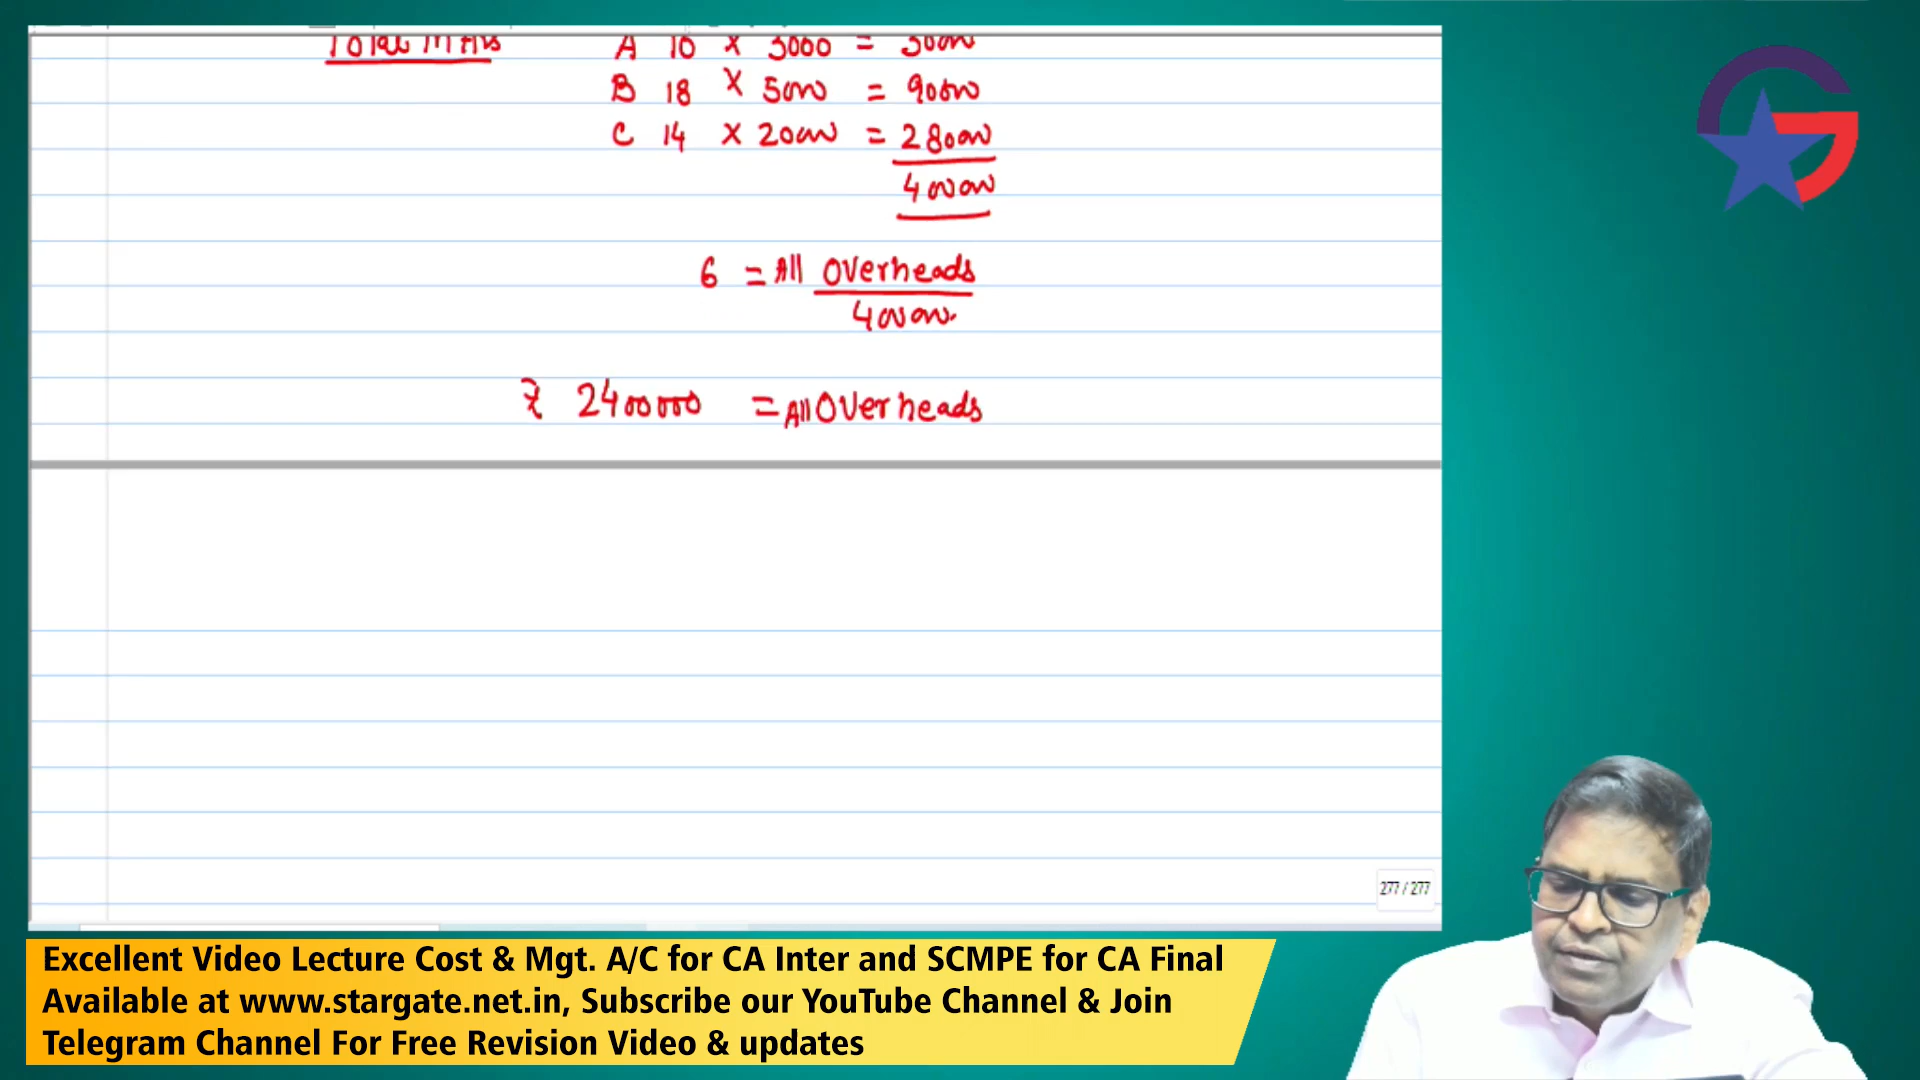 Total M Hrs A 10 × 3000 = 30000
B 18 × 5000 = 90000
C 14 × 20000 = 280000
400000
6 = All Overheads
400000
₹ 2400000 = All Overheads
277 / 277
Excellent Video Lecture Cost & Mgt. A/C for CA Inter and SCMPE for CA Final
Available at www.stargate.net.in, Subscribe our YouTube Channel & Join
Telegram Channel For Free Revision Video & updates